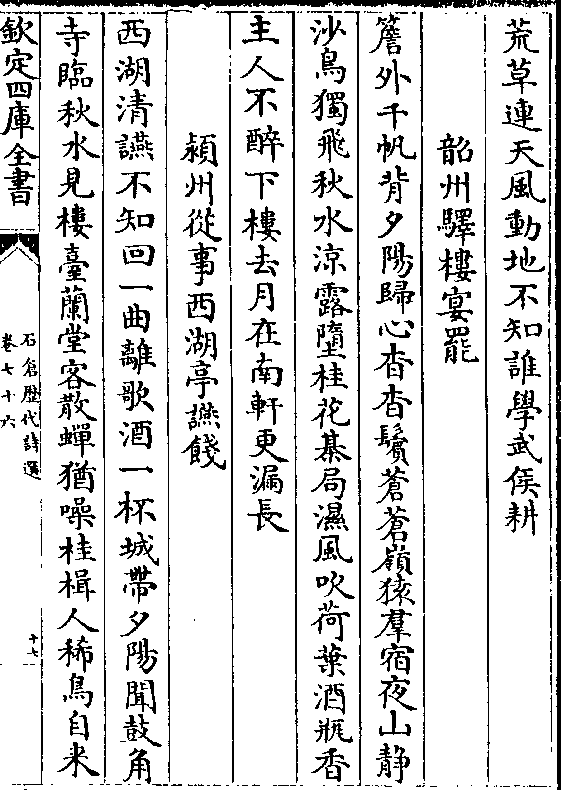 荒草連天風動地不知誰學武侯耕
韶州驛樓宴罷
簷外千帆背夕陽歸心杳杳鬢蒼蒼嶺猿羣宿夜山静
沙鳥獨飛秋水涼露墮桂花棊局濕風吹荷葉酒瓶香
主人不醉下樓去月在南軒更漏長
潁州從事西湖亭讌餞
西湖清讌不知回一曲離歌酒一杯城帶夕陽聞鼓角
寺臨秋水見樓臺蘭堂客散蟬猶噪桂楫人稀鳥自来
欽定四庫全書
石倉歴代詩選
卷七十六
十七